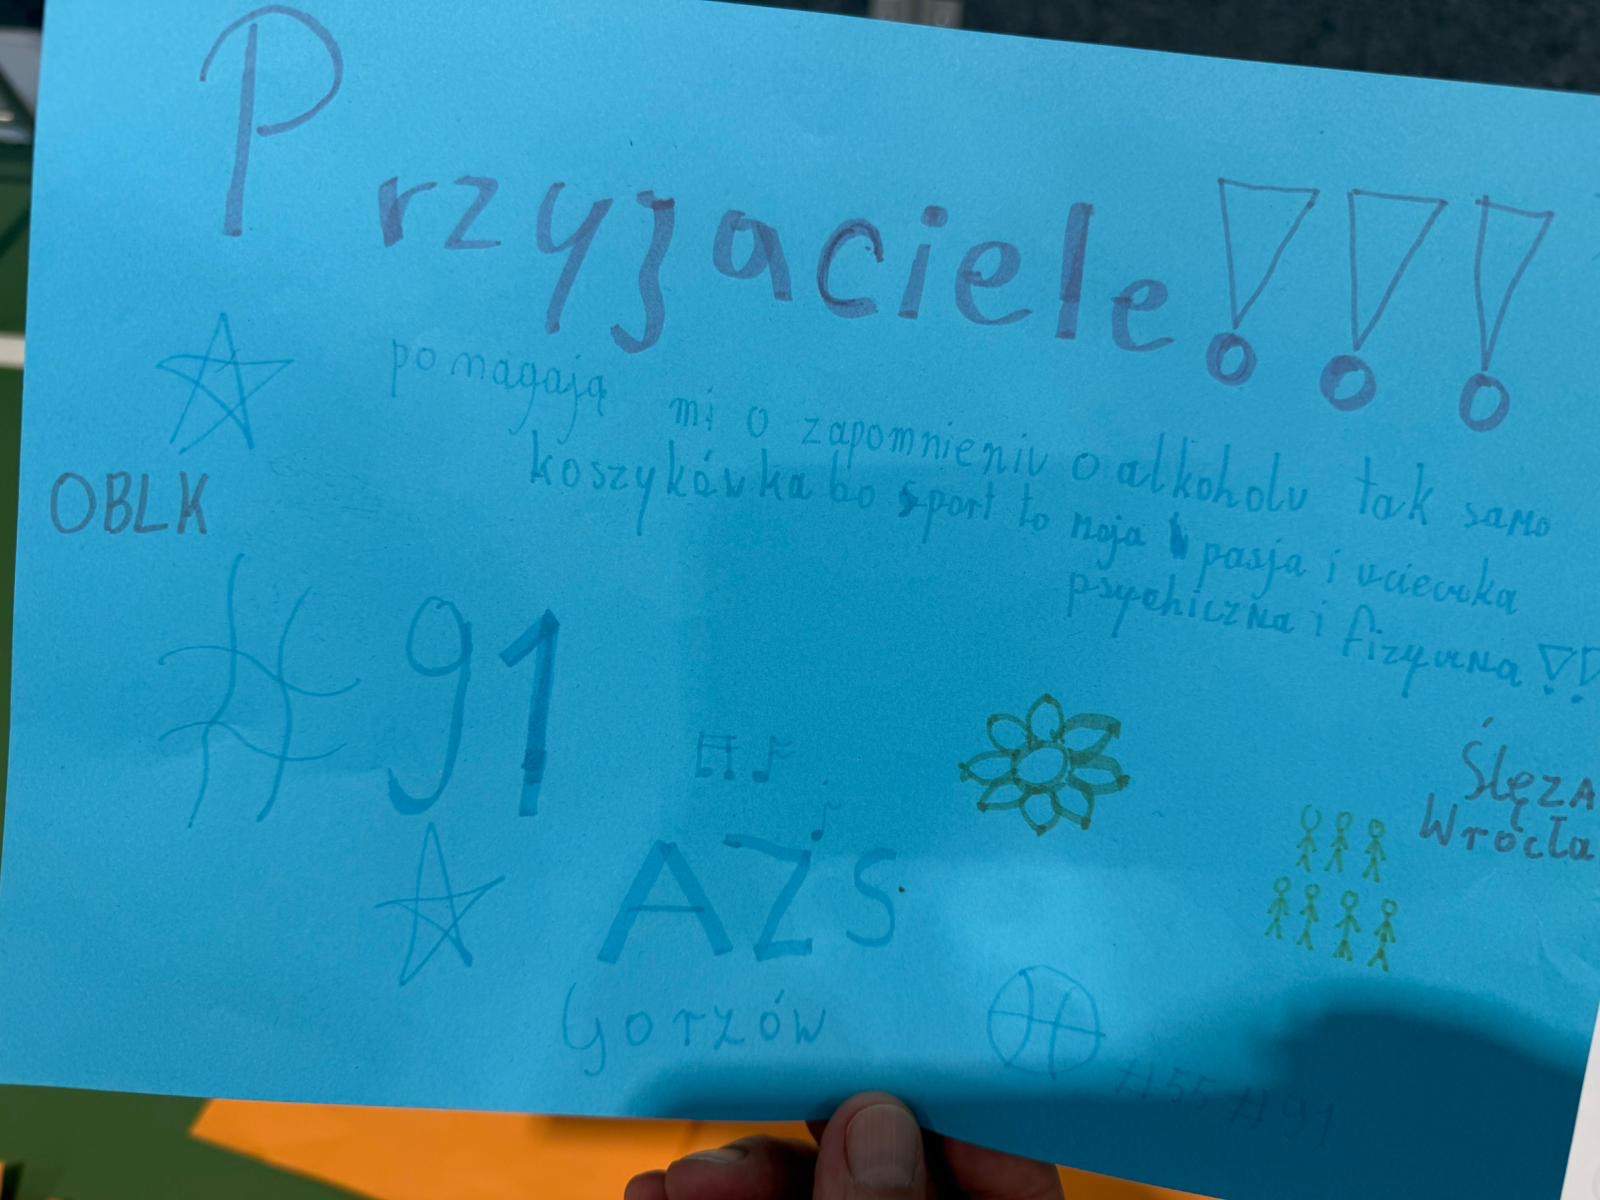 Przyjaciele!!!
pomagają mi o zapomnieniu o alkoholu tak samo
koszykówka bo sport to moja pasja i ucieczka
psychiczna i fizyczna !!
OBLK
#91
Ślęza
Wrocła
AZS
Gorzów
#55 #91